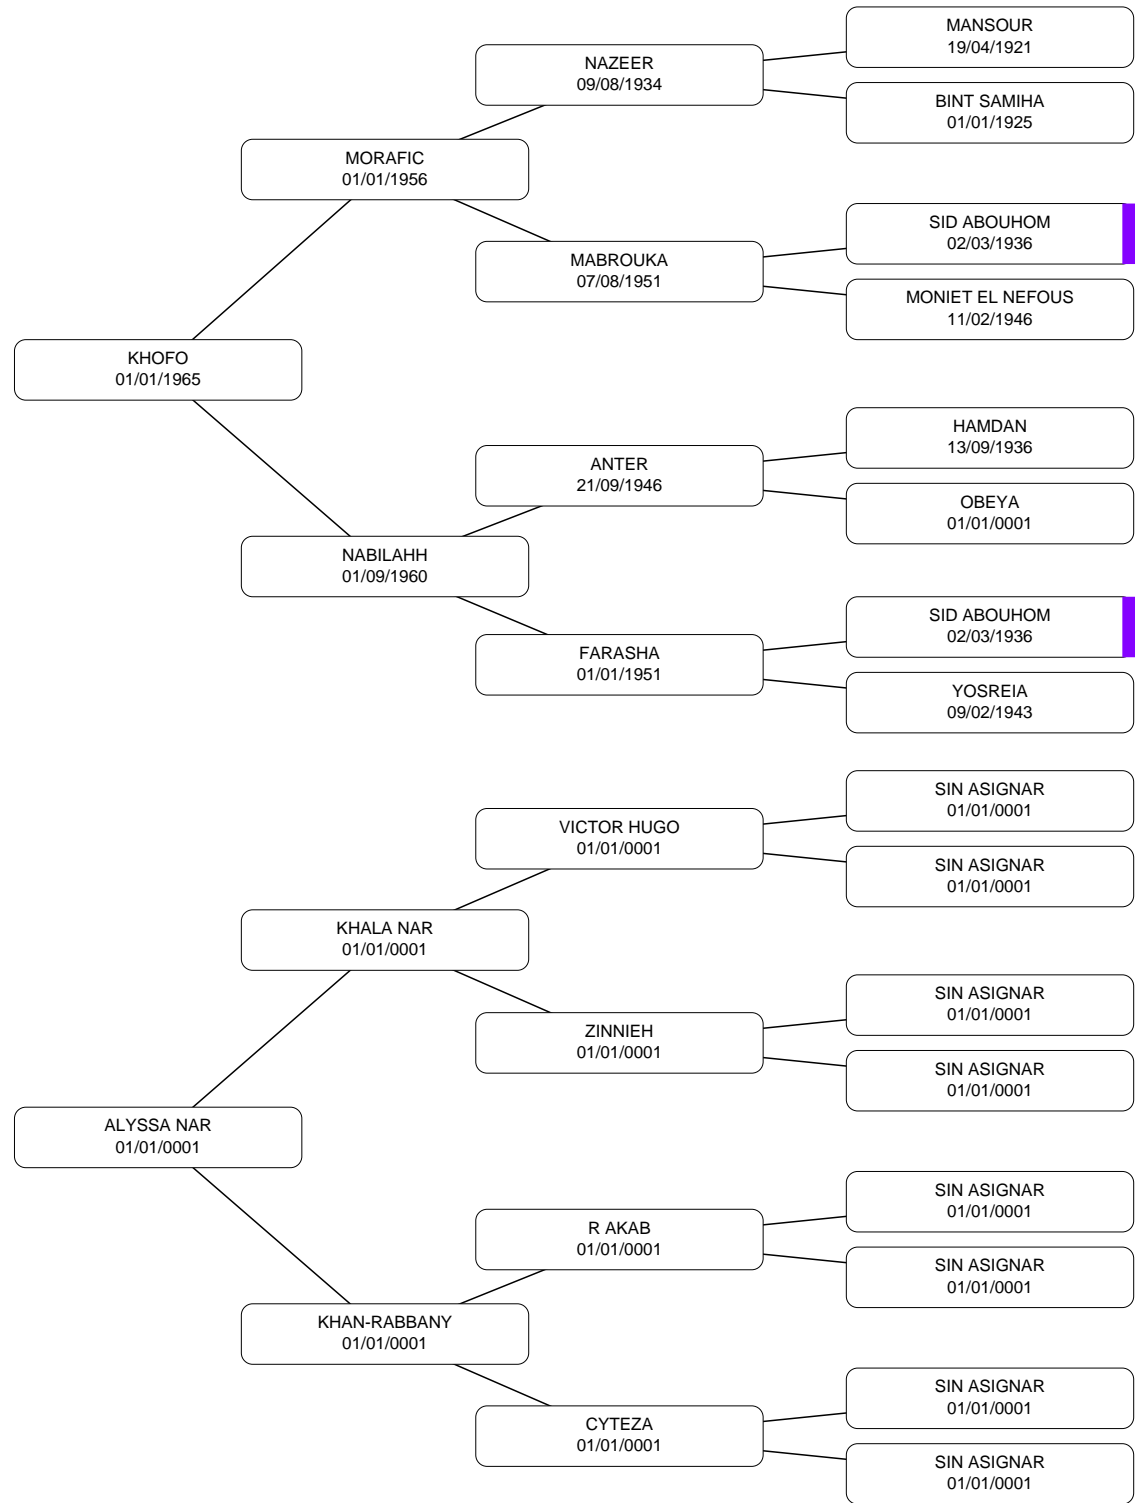 MANSOUR
19/04/1921
NAZEER
09/08/1934
BINT SAMIHA
01/01/1925
MORAFIC
01/01/1956
SID ABOUHOM
02/03/1936
MABROUKA
07/08/1951
MONIET EL NEFOUS
11/02/1946
KHOFO
01/01/1965
HAMDAN
13/09/1936
ANTER
21/09/1946
OBEYA
01/01/0001
NABILAHH
01/09/1960
SID ABOUHOM
02/03/1936
FARASHA
01/01/1951
YOSREIA
09/02/1943
SIN ASIGNAR
01/01/0001
VICTOR HUGO
01/01/0001
SIN ASIGNAR
01/01/0001
KHALA NAR
01/01/0001
SIN ASIGNAR
01/01/0001
ZINNIEH
01/01/0001
SIN ASIGNAR
01/01/0001
ALYSSA NAR
01/01/0001
SIN ASIGNAR
01/01/0001
R AKAB
01/01/0001
SIN ASIGNAR
01/01/0001
KHAN-RABBANY
01/01/0001
SIN ASIGNAR
01/01/0001
CYTEZA
01/01/0001
SIN ASIGNAR
01/01/0001